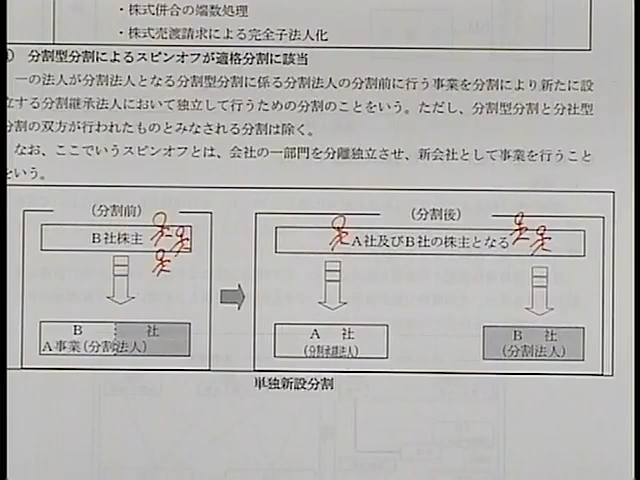 ・株式併合の端数処理
・株式売渡請求による完全子法人化
分割型分割によるスピンオフが適格分割に該当
一の法人が分割法人となる分割型分割に係る分割法人の分割前に行う事業を分割により新たに設
立する分割承継法人において独立して行うための分割のことをいう。ただし、分割型分割と分社型
分割の双方が行われたものとみなされる分割は除く。
なお、ここでいうスピンオフとは、会社の一部門を分離独立させ、新会社として事業を行うこと
という。
(分割前)
B社株主
B 社
A事業(分割法人)
(分割後)
A社及びB社の株主となる
A 社
(分割承継法人)
B 社
(分割法人)
単独新設分割